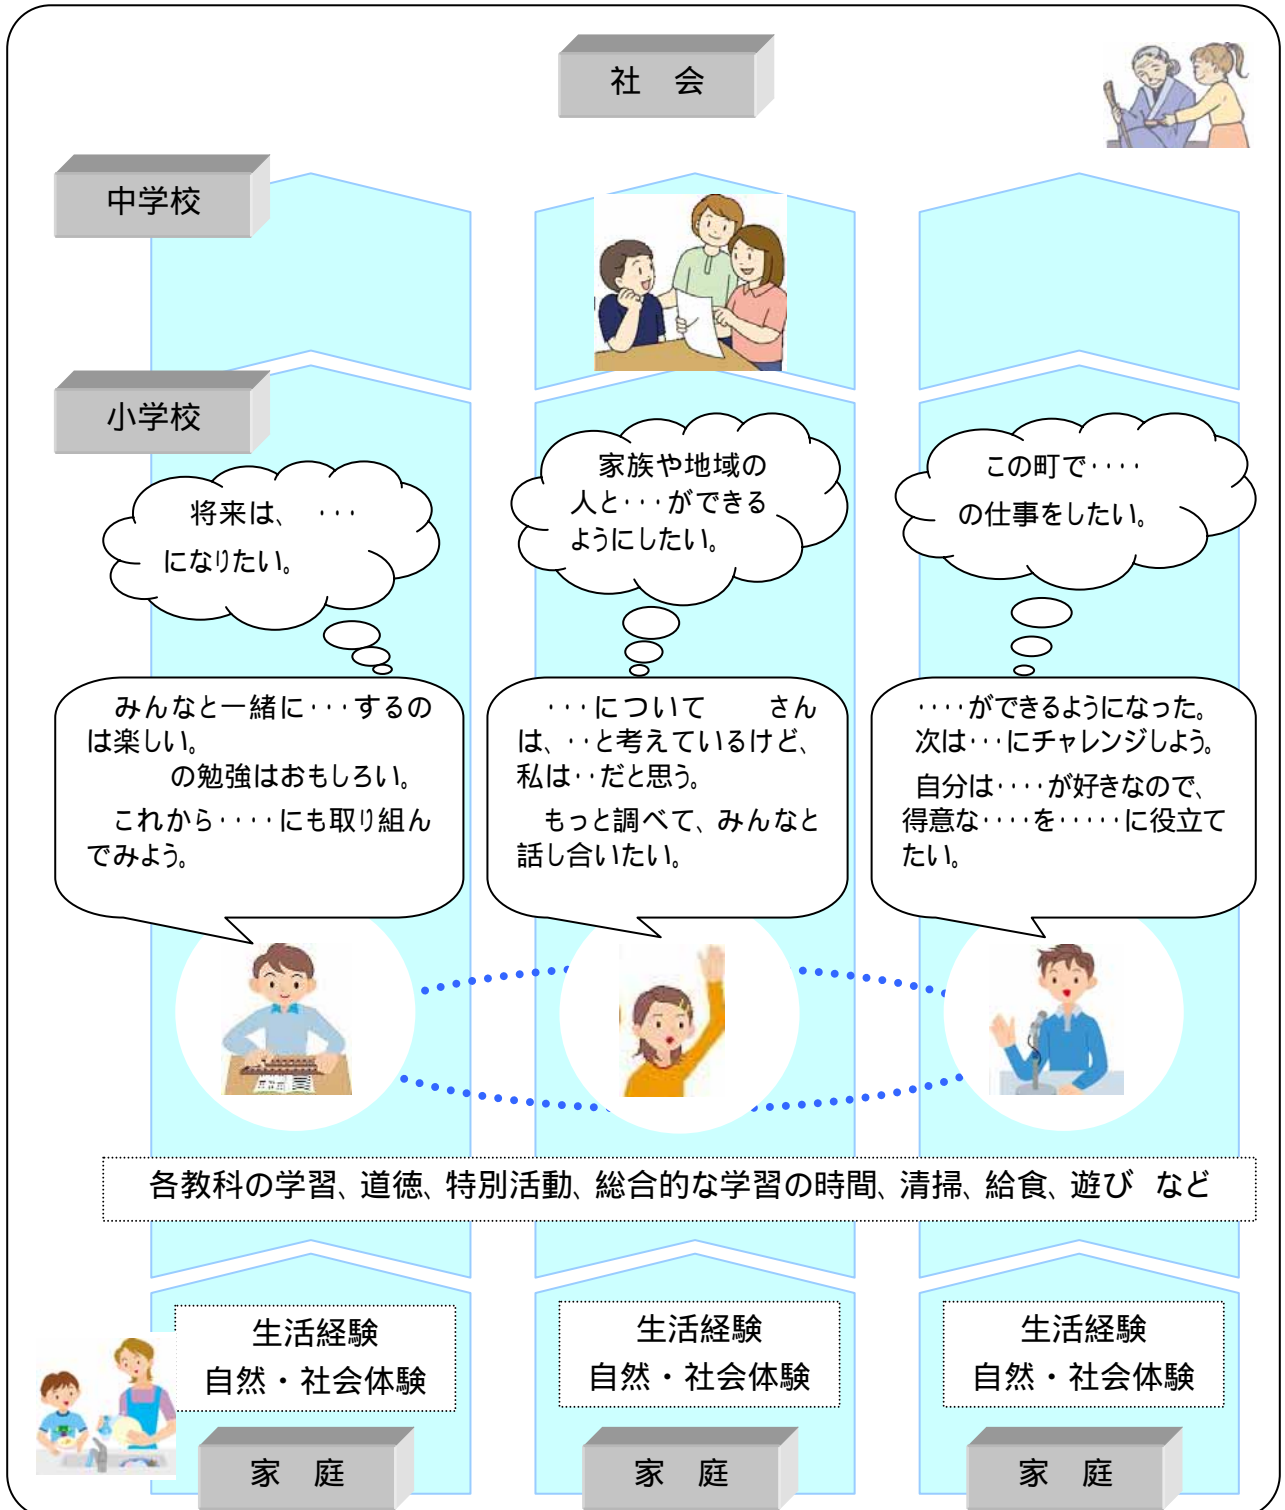 社　会
中学校
小学校
将来は、　・・・
になりたい。
家族や地域の
人と・・・ができる
ようにしたい。
この町で・・・・
の仕事をしたい。
みんなと一緒に・・・するの
は楽しい。
の勉強はおもしろい。
これから・・・・にも取り組ん
でみよう。
・・・について　　さん
は、・・と考えているけど、
私は・・だと思う。
もっと調べて、みんなと
話し合いたい。
・・・・ができるようになった。
次は・・・にチャレンジしよう。
自分は・・・・が好きなので、
得意な・・・・を・・・・・に役立て
たい。
各教科の学習、道徳、特別活動、総合的な学習の時間、清掃、給食、遊び　など
生活経験
自然・社会体験
生活経験
自然・社会体験
生活経験
自然・社会体験
家　庭
家　庭
家　庭